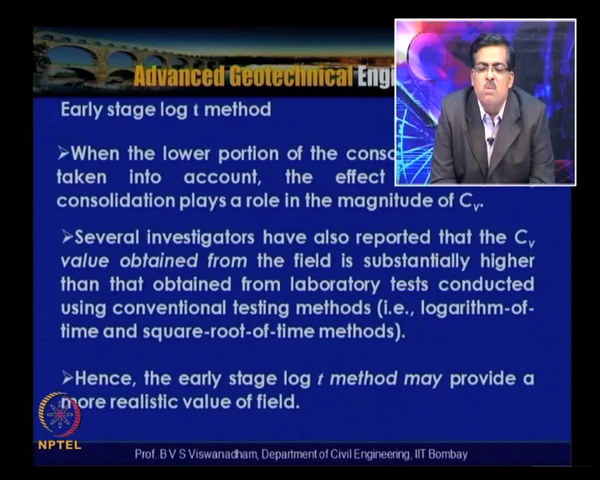 Advanced Geotechnical Engi
Early stage log t method
➢When the lower portion of the conso
taken into account, the effect
consolidation plays a role in the magnitude of Cv.
➢Several investigators have also reported that the Cv
value obtained from the field is substantially higher
than that obtained from laboratory tests conducted
using conventional testing methods (i.e., logarithm-of-
time and square-root-of-time methods).
➢Hence, the early stage log t method may provide a
more realistic value of field.
NPTEL
Prof. B V S Viswanadham, Department of Civil Engineering, IIT Bombay